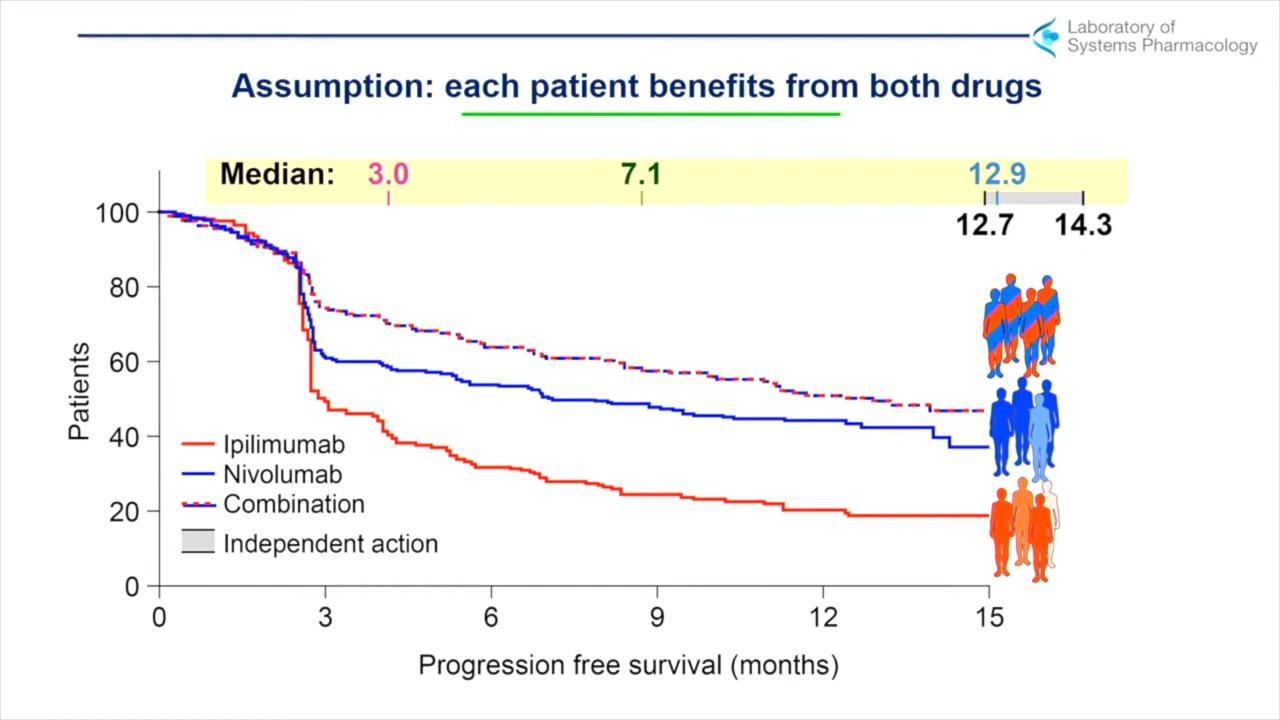 Laboratory of
Systems Pharmacology
Assumption: each patient benefits from both drugs
Median: 3.0 7.1 12.9
12.7 14.3
100
80
60
40
20
0
Patients
Ipilimumab
Nivolumab
Combination
Independent action
0 3 6 9 12 15
Progression free survival (months)